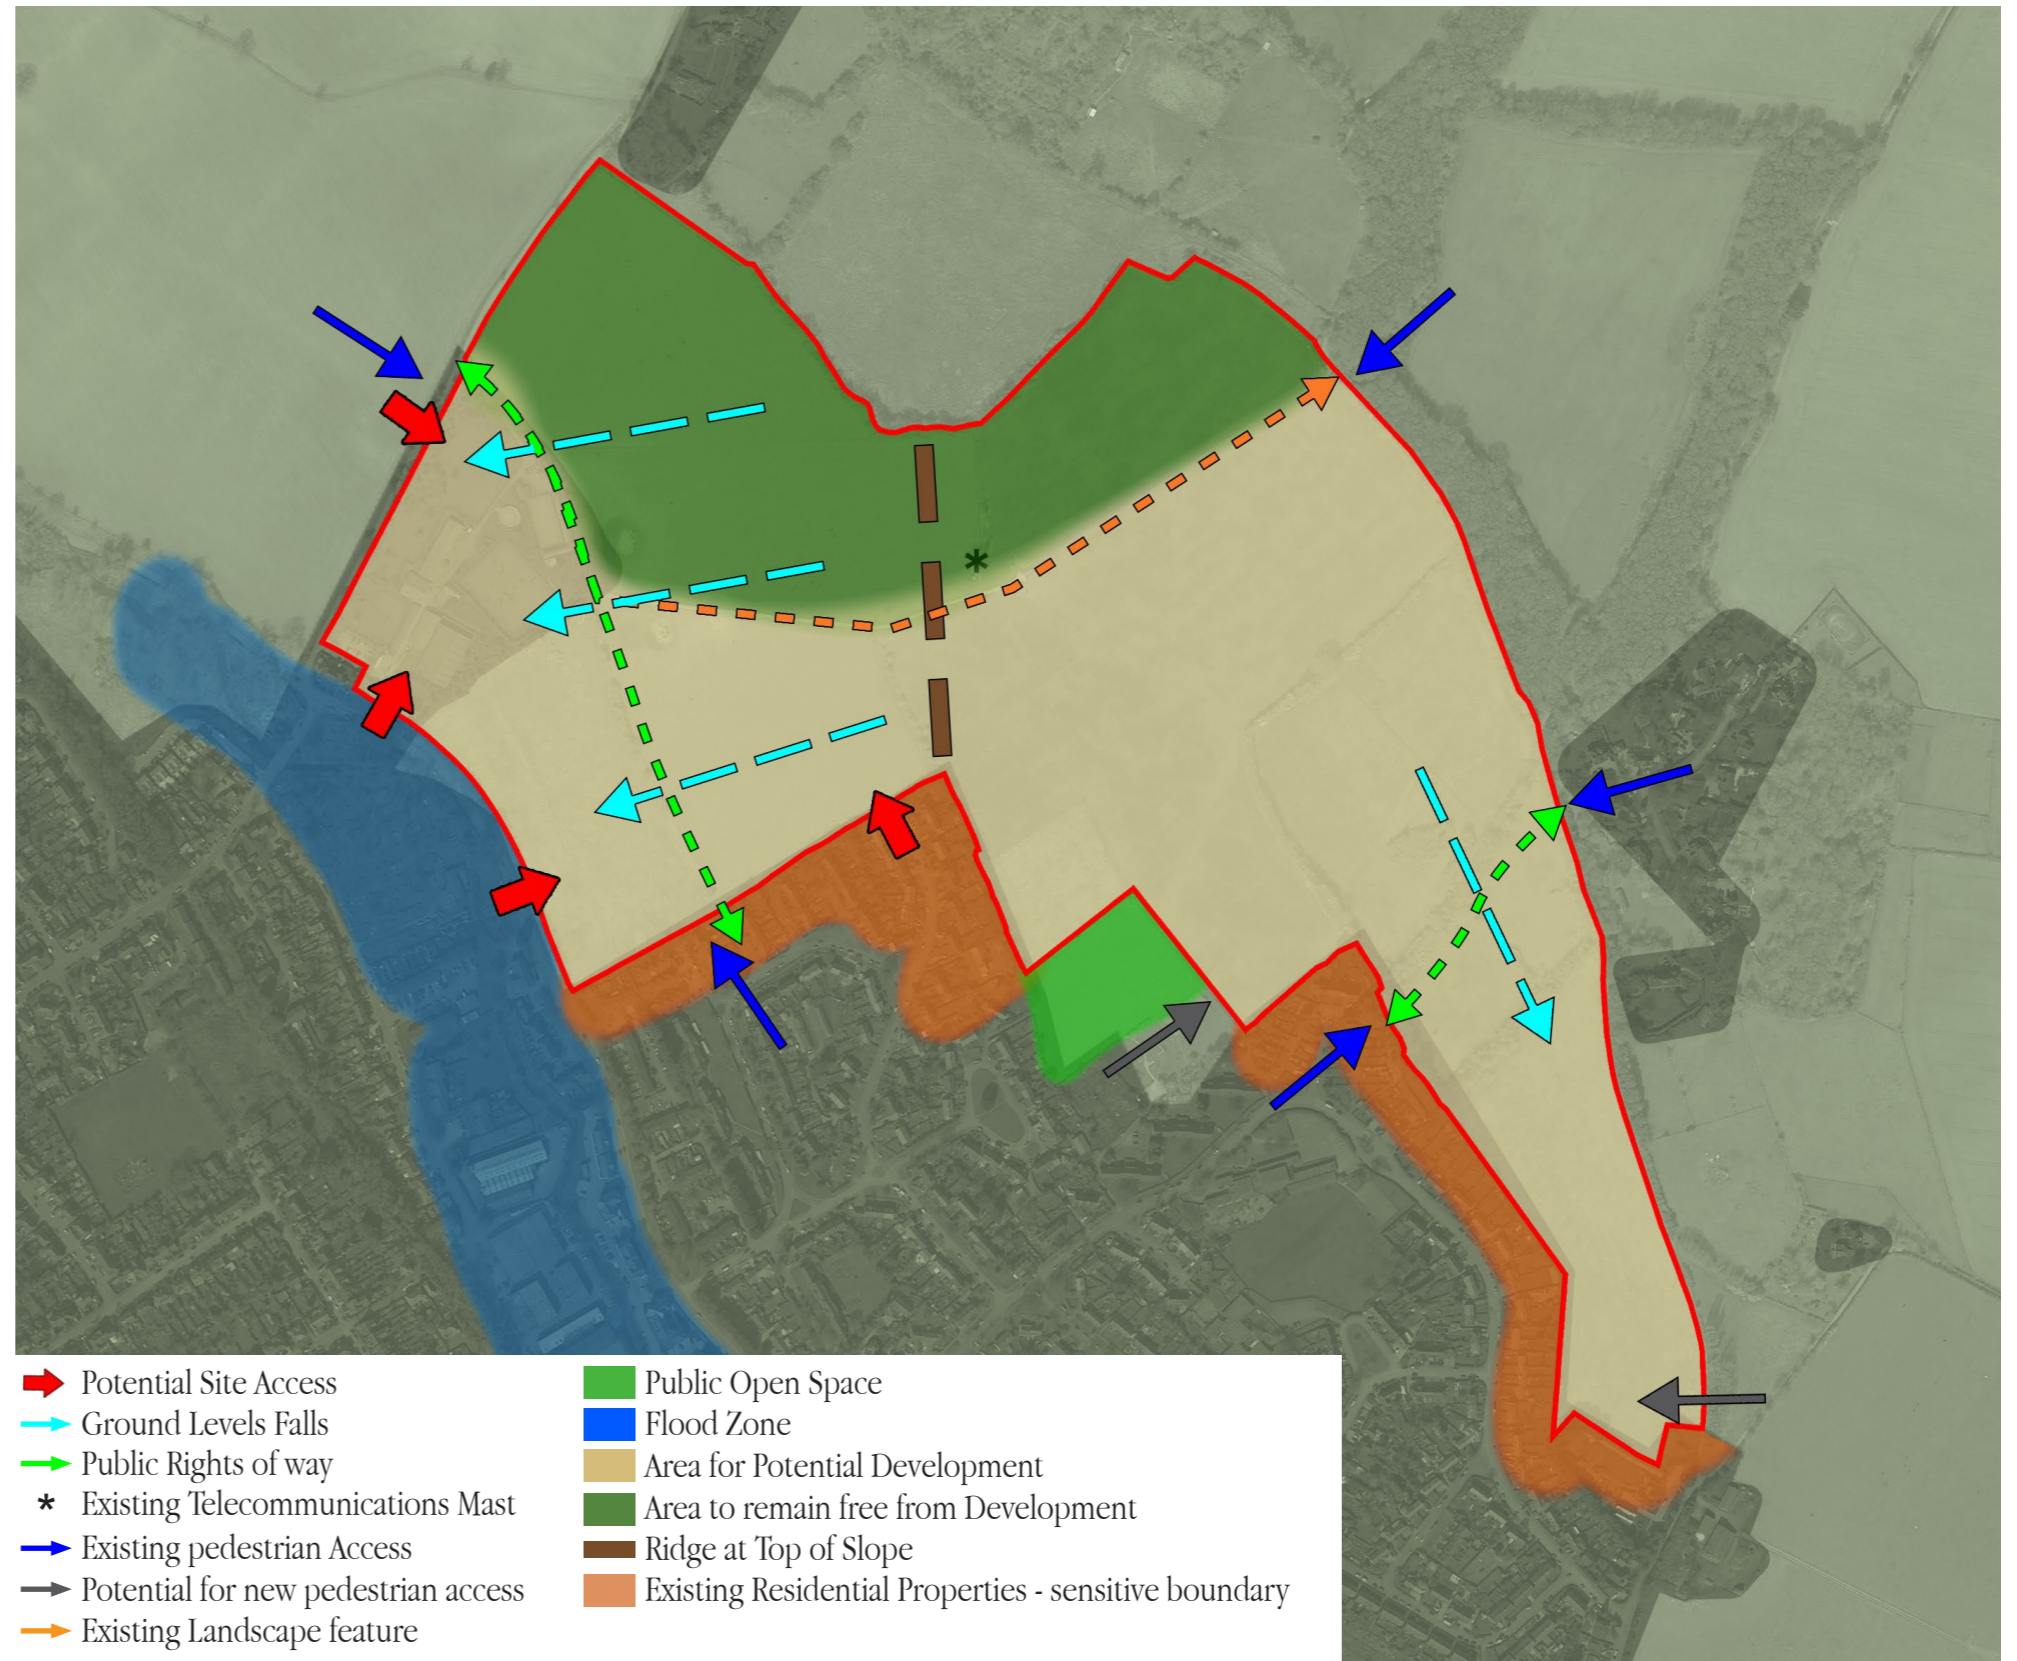 Potential Site Access
Ground Levels Falls
Public Rights of way
* Existing Telecommunications Mast
Existing pedestrian Access
Potential for new pedestrian access
Existing Landscape feature
Public Open Space
Flood Zone
Area for Potential Development
Area to remain free from Development
Ridge at Top of Slope
Existing Residential Properties - sensitive boundary